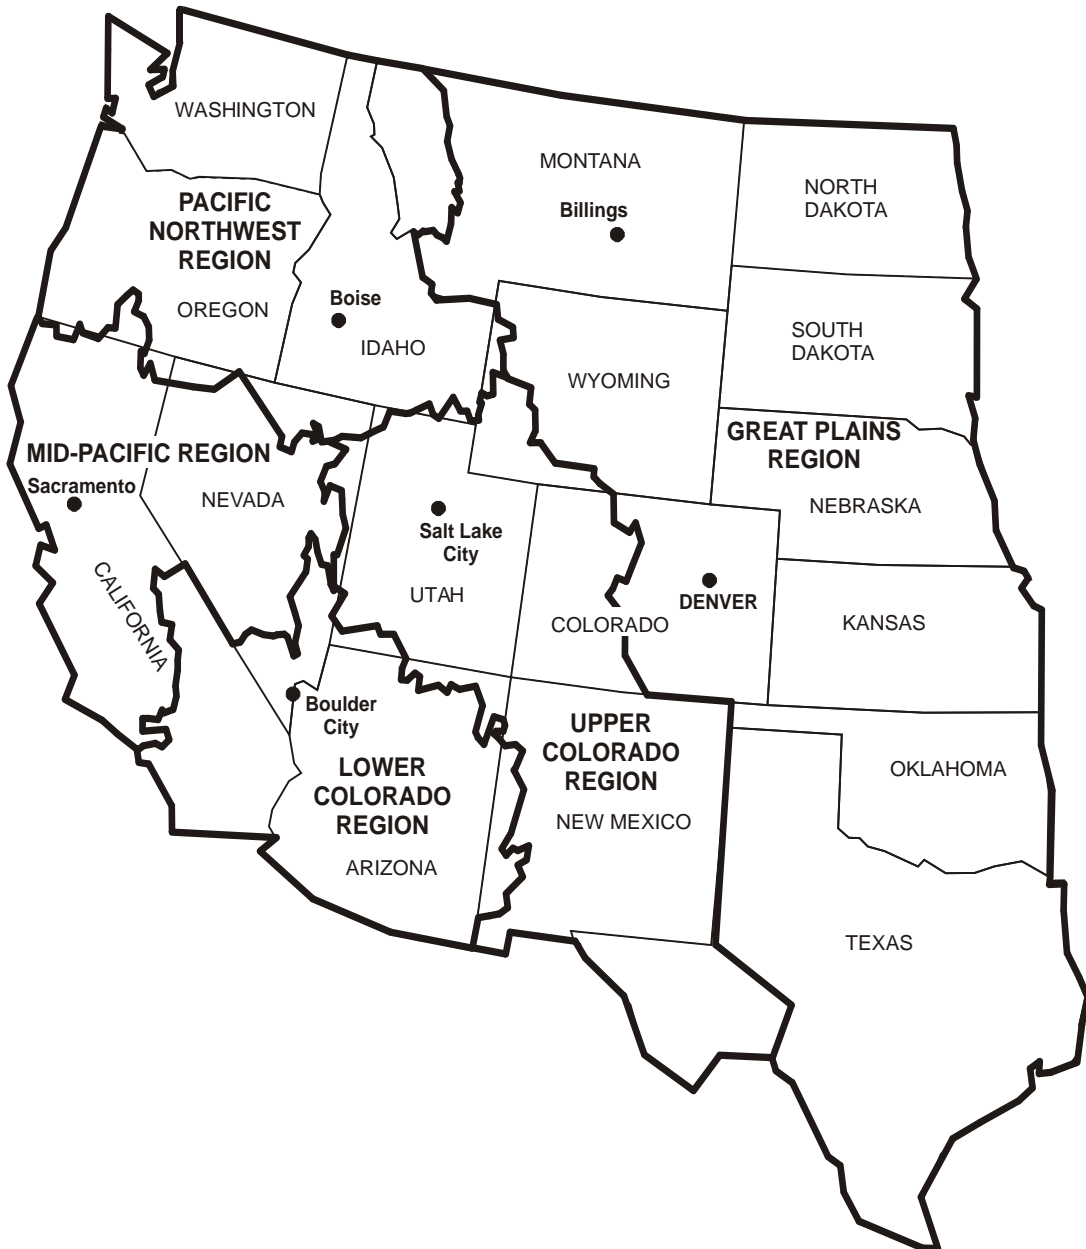 WASHINGTON
MONTANA
NORTH
DAKOTA
PACIFIC
NORTHWEST
REGION
Billings
OREGON
Boise
IDAHO
SOUTH
DAKOTA
WYOMING
GREAT PLAINS
REGION
MID-PACIFIC REGION
Sacramento
NEVADA
NEBRASKA
Salt Lake
City
CALIFORNIA
UTAH
DENVER
COLORADO
KANSAS
Boulder
City
UPPER
COLORADO
REGION
LOWER
COLORADO
REGION
OKLAHOMA
NEW MEXICO
ARIZONA
TEXAS